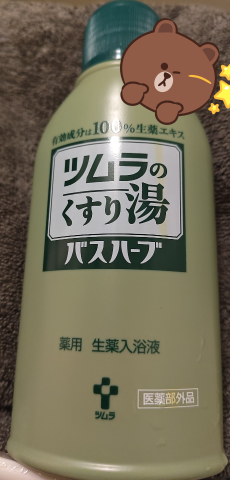 有効成分は100%生薬エキス
ツムラの
くすり湯
バスハーブ
薬用 生薬入浴液
ツムラ
医薬部外品